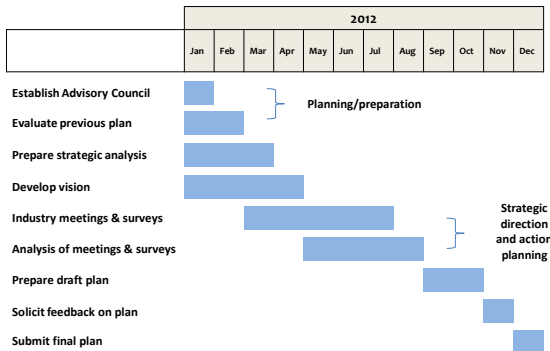 2012
Jan Feb Mar Apr May Jun Jul Aug Sep Oct Nov Dec
Establish Advisory Council
Evaluate previous plan
Planning/preparation
Prepare strategic analysis
Develop vision
Industry meetings & surveys
Analysis of meetings & surveys
Strategic
direction
and action
planning
Prepare draft plan
Solicit feedback on plan
Submit final plan